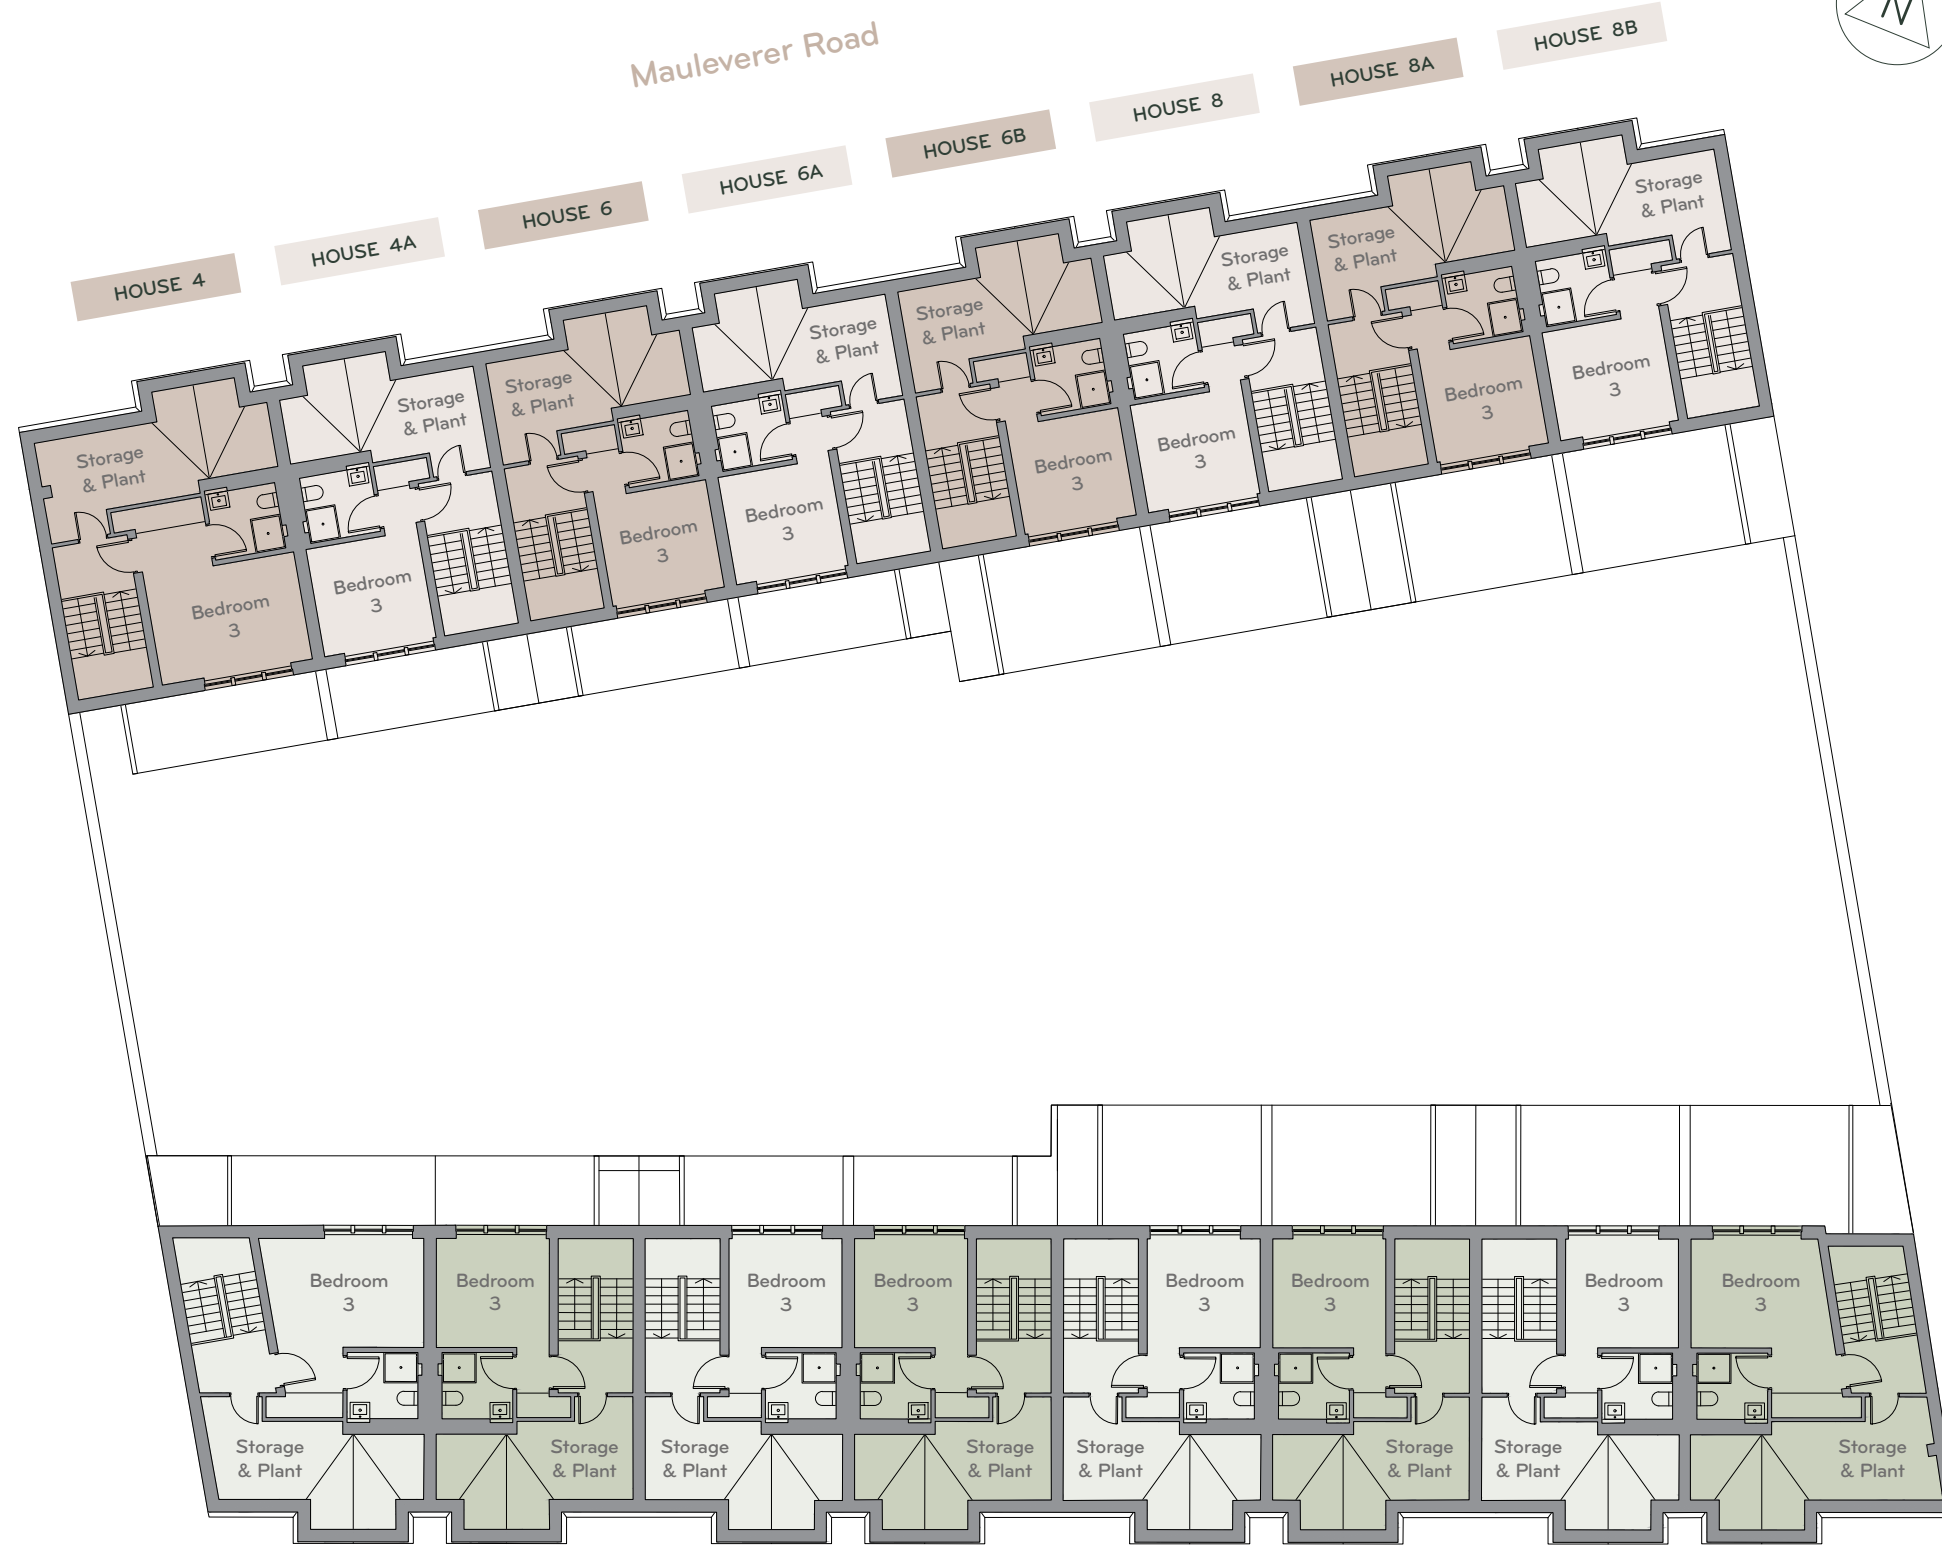 N
Mauleverer Road
HOUSE 4
HOUSE 4A
HOUSE 6
HOUSE 6A
HOUSE 6B
HOUSE 8
HOUSE 8A
HOUSE 8B
Storage
& Plant
Storage
& Plant
Storage
& Plant
Storage
& Plant
Storage
& Plant
Storage
& Plant
Storage
& Plant
Storage
& Plant
Bedroom
3
Bedroom
3
Bedroom
3
Bedroom
3
Bedroom
3
Bedroom
3
Bedroom
3
Bedroom
3
Bedroom
3
Bedroom
3
Bedroom
3
Bedroom
3
Bedroom
3
Bedroom
3
Bedroom
3
Bedroom
3
Storage
& Plant
Storage
& Plant
Storage
& Plant
Storage
& Plant
Storage
& Plant
Storage
& Plant
Storage
& Plant
Storage
& Plant